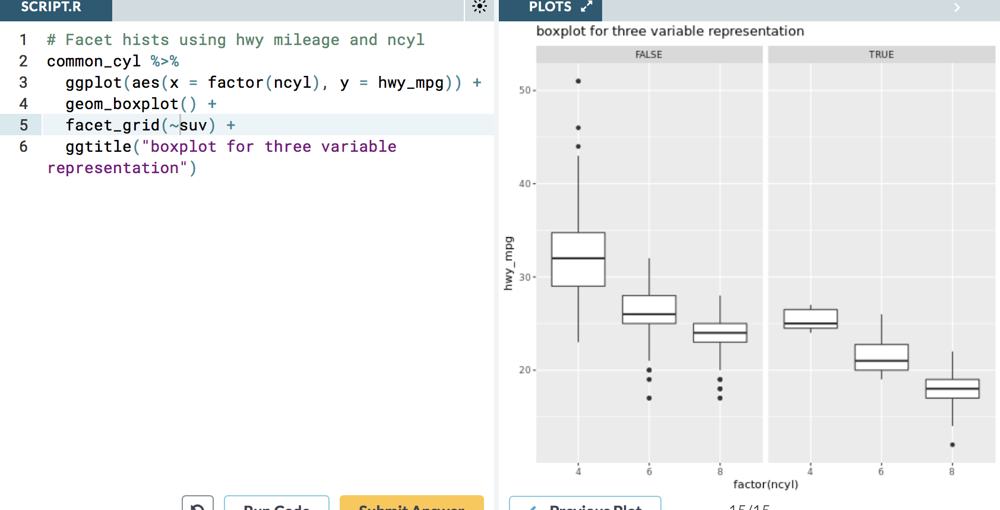 SCRIPT.R
1 # Facet hists using hwy mileage and ncyl
2 common_cyl %>%
3 ggplot(aes(x = factor(ncyl), y = hwy_mpg)) +
4 geom_boxplot() +
5 facet_grid(~suv) +
6 ggtitle("boxplot for three variable
representation")
Run Code
Submit Answer
PLOTS
boxplot for three variable representation
FALSE TRUE
50
40
30
20
hwy_mpg
4 6 8 4 6 8
factor(ncyl)
Previous Plot
15/15